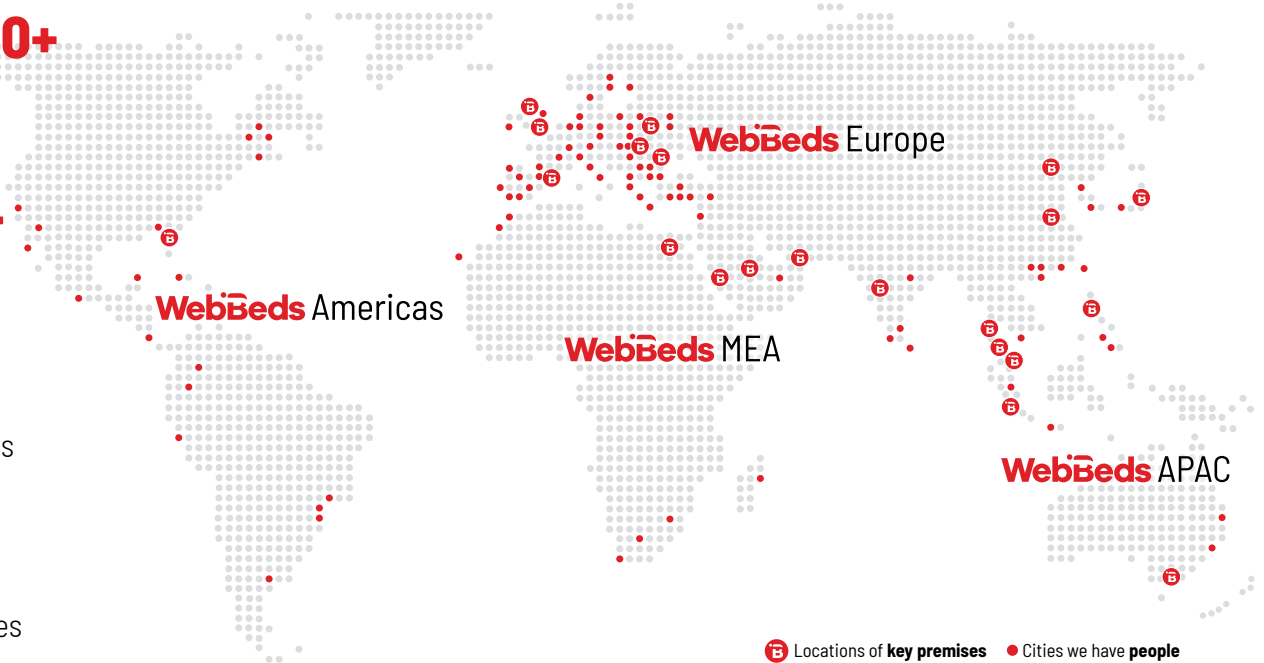 0+
WebBeds Europe
WebBeds Americas
WebBeds MEA
s
WebBeds APAC
es
Locations of key premises
Cities we have people